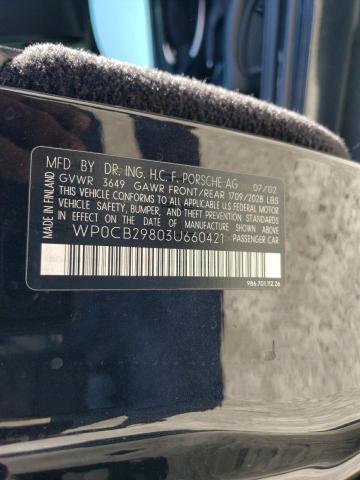 MFD BY DR. ING. H.C. F. PORSCHE AG 07/02
MADE IN FINLAND
GVWR 3649 GAWR FRONT/REAR 1709/2028 LBS
THIS VEHICLE CONFORMS TO ALL APPLICABLE U.S. FEDERAL MOTOR
VEHICLE SAFETY, BUMPER, AND THEFT PREVENTION STANDARDS
IN EFFECT ON THE DATE OF MANUFACTURE SHOWN ABOVE
WP0CB29803U660421 PASSENGER CAR
986.701.112.26